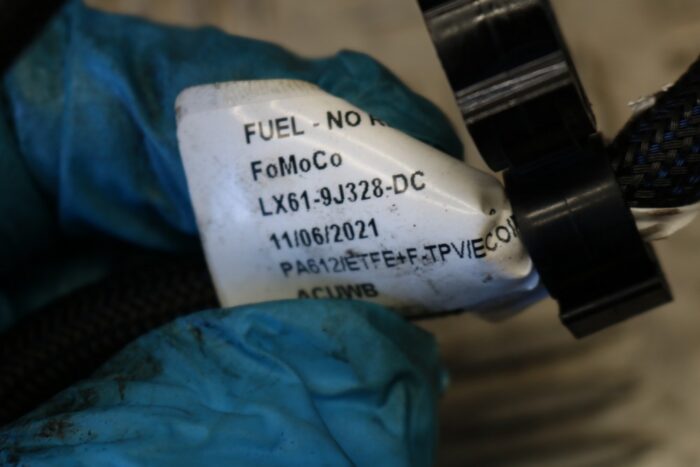 FUEL - NO
FoMoCo
LX61-9J328-DC
11/06/2021
PA612/ETFE+F-TPV/ECO/
ACUWB